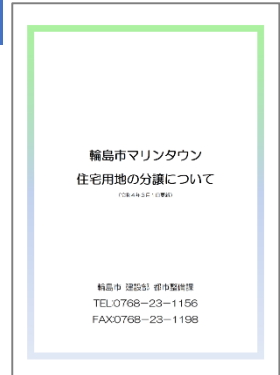 輪島市マリンタウン
住宅用地の分譲について
輪島市 建設部 都市整備課
TEL:0768－23－1156
FAX:0768－23－1198